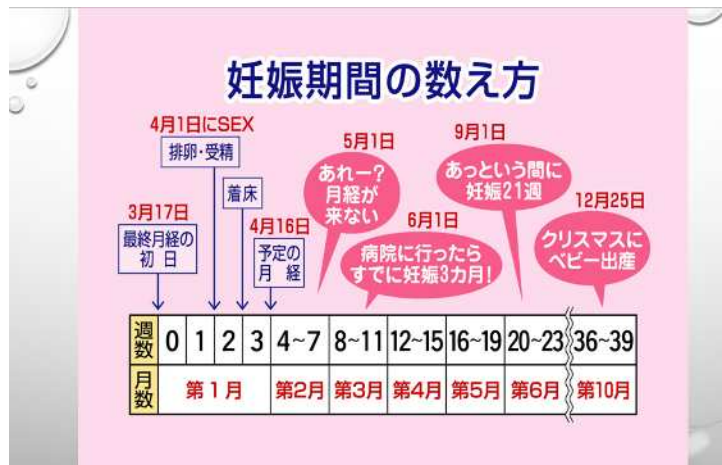 妊娠期間の数え方
4月1日にSEX
排卵・受精
着床
3月17日
最終月経の
初日
4月16日
予定の
月経
5月1日
あれー?
月経が
来ない
6月1日
病院に行ったら
すでに妊娠3カ月!
9月1日
あっという間に
妊娠21週
12月25日
クリスマスに
ベビー出産
週数 0 1 2 3 4~7 8~11 12~15 16~19 20~23 36~39
月数 第1月 第2月 第3月 第4月 第5月 第6月 第10月